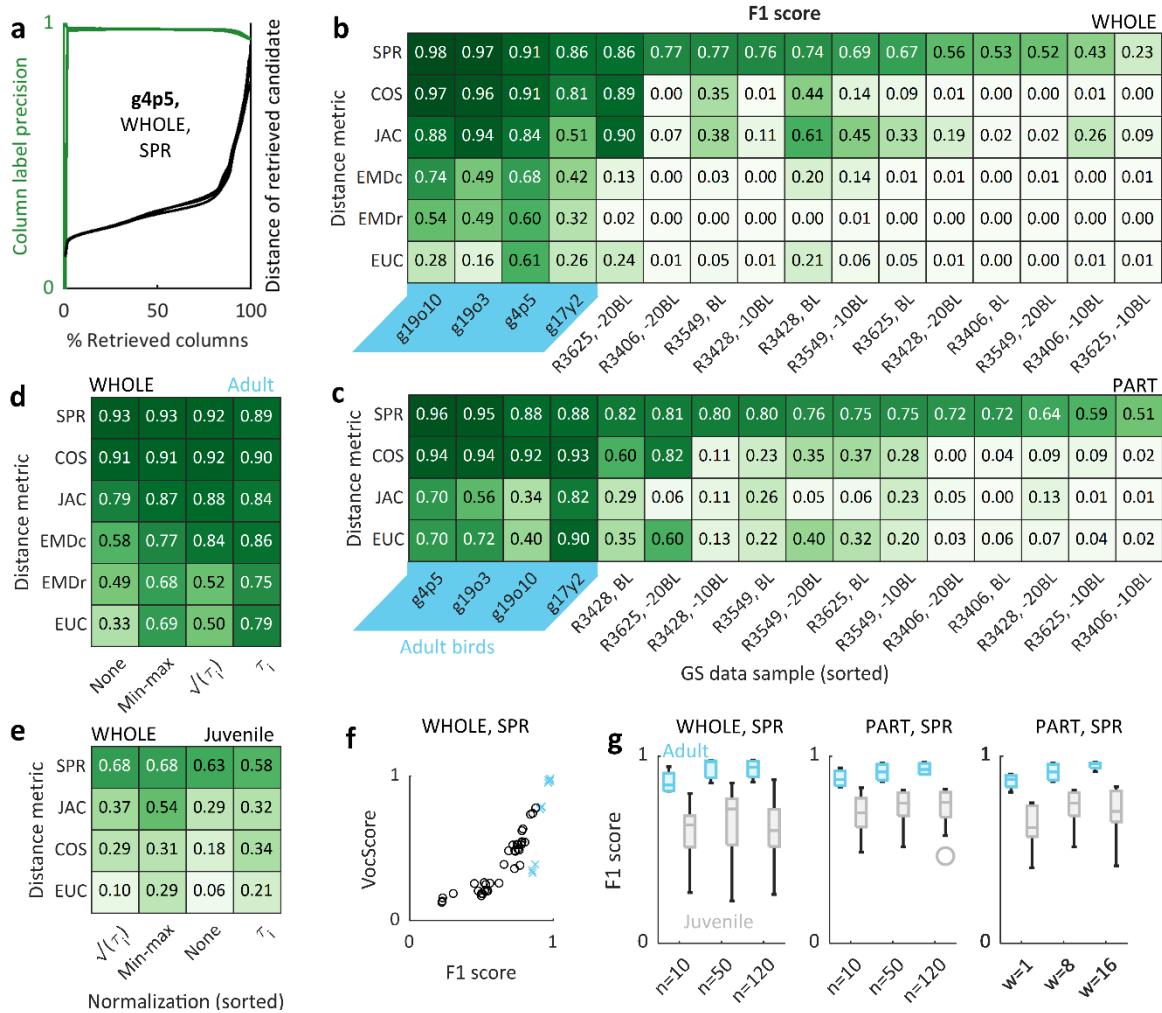 a
1
Column label precision
0
g4p5,
WHOLE,
SPR
Distance of retrieved candidate
0 50 100
% Retrieved columns
b
F1 score
WHOLE
Distance metric
SPR 0.98 0.97 0.91 0.86 0.86 0.77 0.77 0.76 0.74 0.69 0.67 0.56 0.53 0.52 0.43 0.23
COS 0.97 0.96 0.91 0.81 0.89 0.00 0.35 0.01 0.44 0.14 0.09 0.01 0.00 0.00 0.01 0.00
JAC 0.88 0.94 0.84 0.51 0.90 0.07 0.38 0.11 0.61 0.45 0.33 0.19 0.02 0.02 0.26 0.09
EMDc 0.74 0.49 0.68 0.42 0.13 0.00 0.03 0.00 0.20 0.14 0.01 0.01 0.00 0.01 0.00 0.01
EMDr 0.54 0.49 0.60 0.32 0.02 0.00 0.00 0.00 0.00 0.01 0.00 0.00 0.00 0.00 0.00 0.00
EUC 0.28 0.16 0.61 0.26 0.24 0.01 0.05 0.01 0.21 0.06 0.05 0.01 0.00 0.01 0.01 0.01
g19o10 g19o3 g4p5 g17y2 R3625, -20BL R3406, -20BL R3549, BL R3428, -10BL R3428, BL R3549, -10BL R3625, BL R3428, -20BL R3406, BL R3549, -20BL R3406, -10BL R3625, -10BL
c
PART
Distance metric
SPR 0.96 0.95 0.88 0.88 0.82 0.81 0.80 0.80 0.76 0.75 0.75 0.72 0.72 0.64 0.59 0.51
COS 0.94 0.94 0.92 0.93 0.60 0.82 0.11 0.23 0.35 0.37 0.28 0.00 0.04 0.09 0.09 0.02
JAC 0.70 0.56 0.34 0.82 0.29 0.06 0.11 0.26 0.05 0.06 0.23 0.05 0.00 0.13 0.01 0.01
EUC 0.70 0.72 0.40 0.90 0.35 0.60 0.13 0.22 0.40 0.32 0.20 0.03 0.06 0.07 0.04 0.02
g4p5 g19o3 g19o10 g17y2 R3428, BL R3625, -20BL R3428, -10BL R3549, BL R3549, -20BL R3625, BL R3549, -10BL R3406, -20BL R3406, BL R3428, -20BL R3625, -10BL R3406, -10BL
Adult birds
GS data sample (sorted)
d
WHOLE Adult
Distance metric
SPR 0.93 0.93 0.92 0.89
COS 0.91 0.91 0.92 0.90
JAC 0.79 0.87 0.88 0.84
EMDc 0.58 0.77 0.84 0.86
EMDr 0.49 0.68 0.52 0.75
EUC 0.33 0.69 0.50 0.79
None Min-max √(τi) τi
e
WHOLE Juvenile
Distance metric
SPR 0.68 0.68 0.63 0.58
JAC 0.37 0.54 0.29 0.32
COS 0.29 0.31 0.18 0.34
EUC 0.10 0.29 0.06 0.21
√(τi) Min-max None τi
Normalization (sorted)
f
WHOLE, SPR
1
VocScore
0
0 1
F1 score
g
WHOLE, SPR PART, SPR PART, SPR
1 1 1
Adult
F1 score
Juvenile
0 0 0
n=10 n=50 n=120 n=10 n=50 n=120 w=1 w=8 w=16